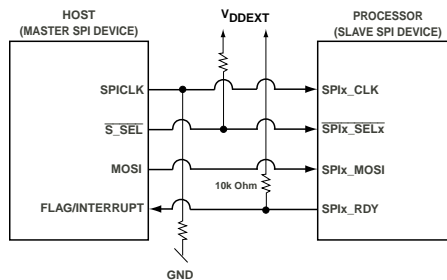 HOST
(MASTER SPI DEVICE)
VDDEXT
PROCESSOR
(SLAVE SPI DEVICE)
SPICLK
SPIx_CLK
S_SEL
SPIx_SELx
MOSI
SPIx_MOSI
10k Ohm
FLAG/INTERRUPT
SPIx_RDY
GND